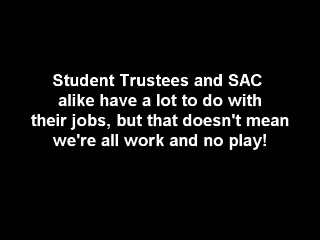 Student Trustees and SAC
alike have a lot to do with
their jobs, but that doesn't mean
we're all work and no play!